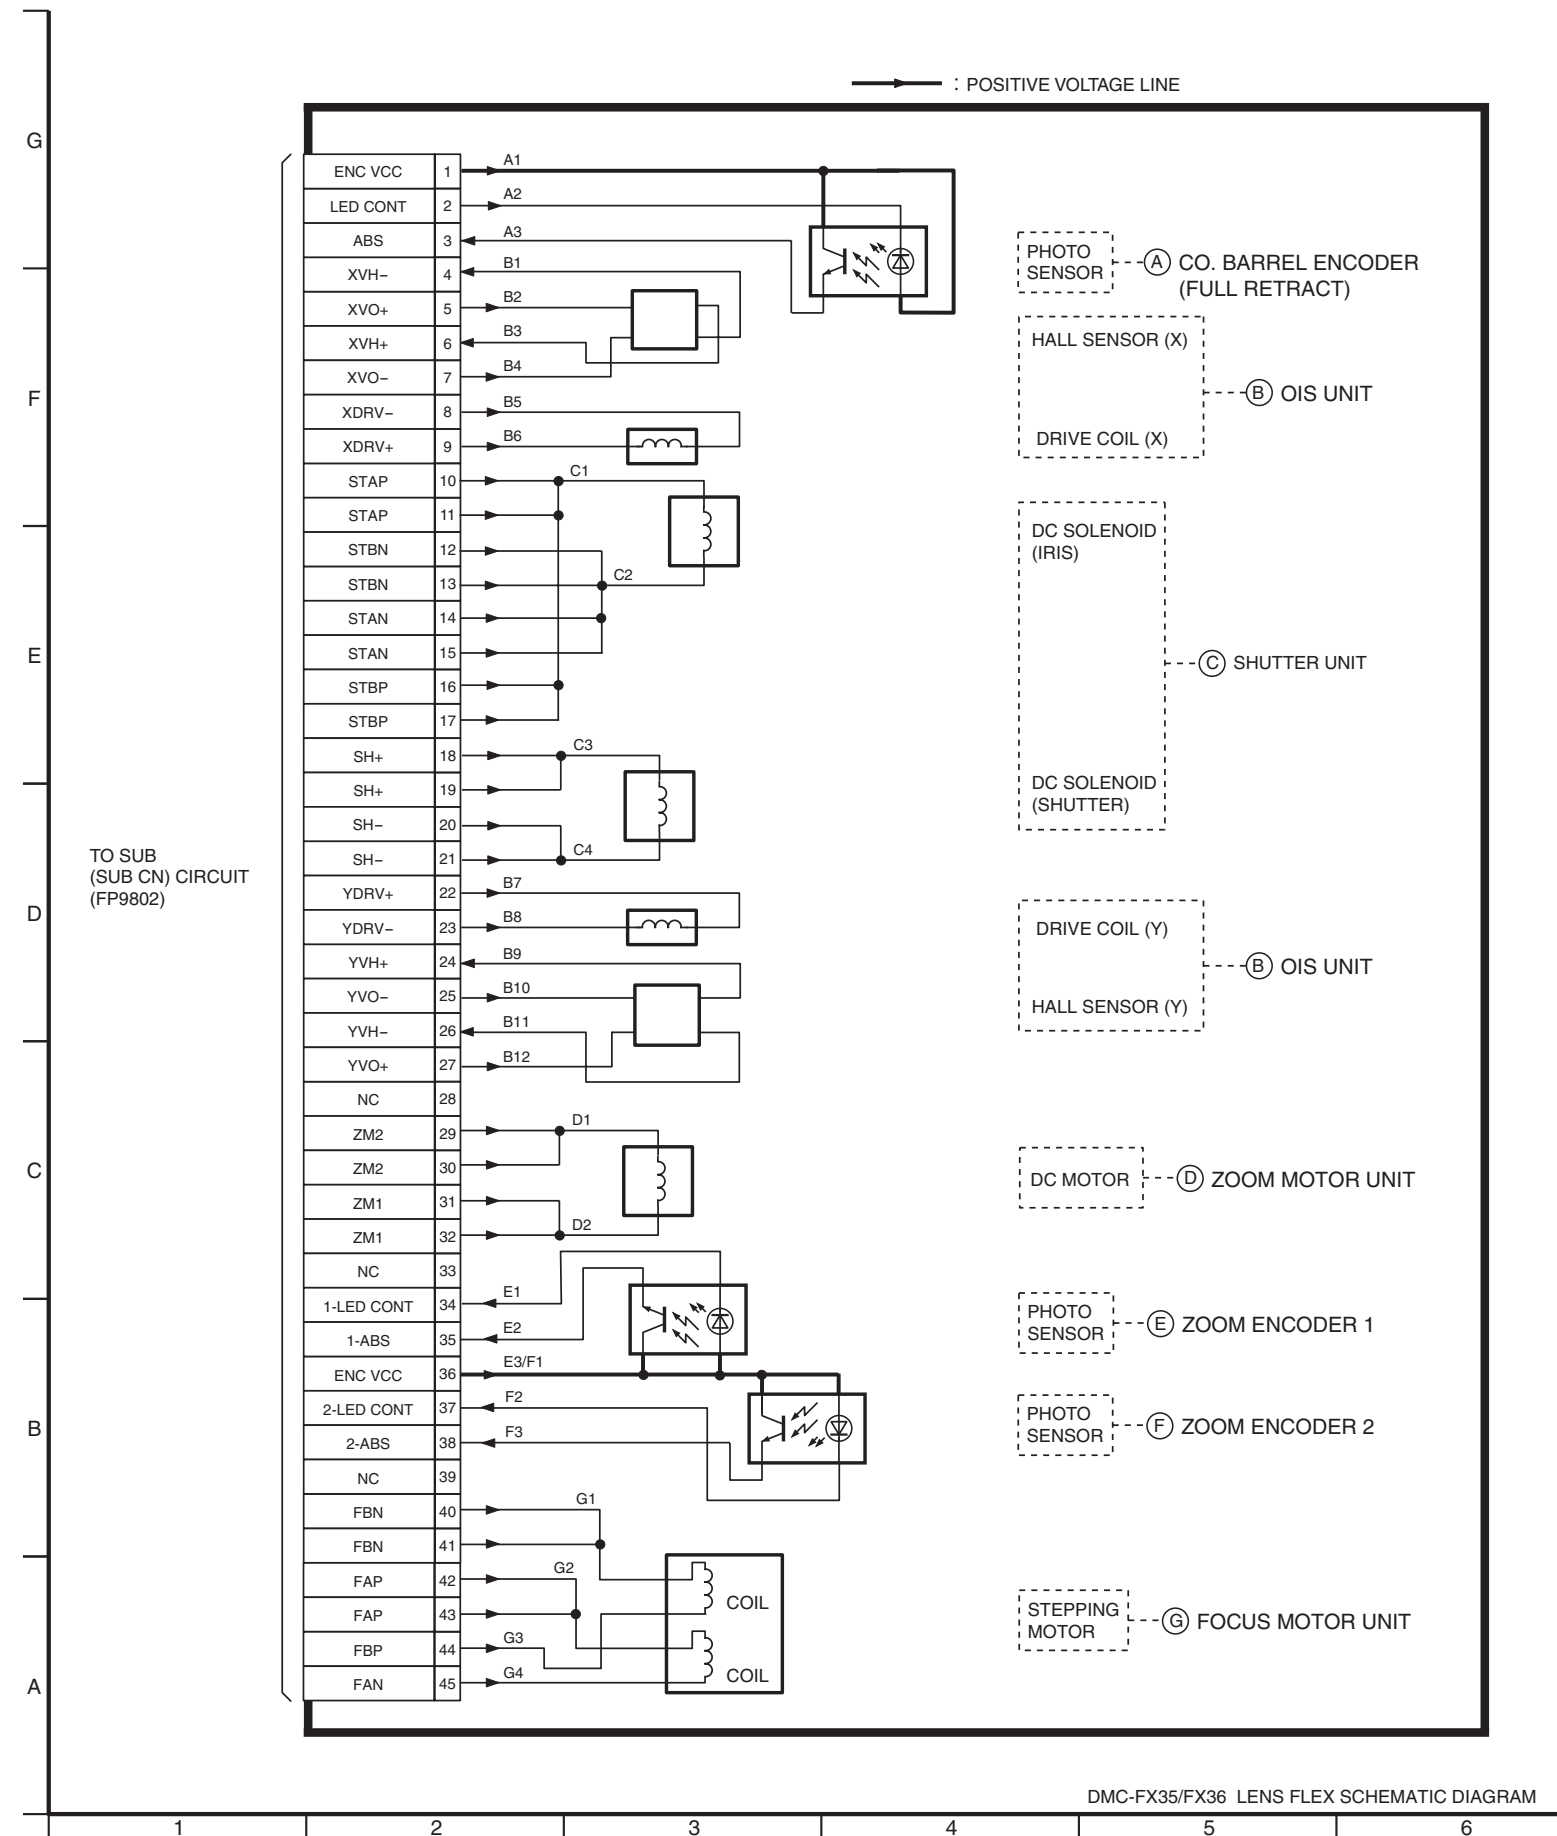 : POSITIVE VOLTAGE LINE
G
F
E
D
C
B
A
TO SUB
(SUB CN) CIRCUIT
(FP9802)
ENC VCC 1 A1
LED CONT 2 A2
ABS 3 A3
XVH− 4 B1
XVO+ 5 B2
XVH+ 6 B3
XVO− 7 B4
XDRV− 8 B5
XDRV+ 9 B6
STAP 10 C1
STAP 11
STBN 12
STBN 13 C2
STAN 14
STAN 15
STBP 16
STBP 17
SH+ 18 C3
SH+ 19
SH− 20
SH− 21 C4
YDRV+ 22 B7
YDRV− 23 B8
YVH+ 24 B9
YVO− 25 B10
YVH− 26 B11
YVO+ 27 B12
NC 28
ZM2 29 D1
ZM2 30
ZM1 31
ZM1 32 D2
NC 33
1-LED CONT 34 E1
1-ABS 35 E2
ENC VCC 36 E3/F1
2-LED CONT 37 F2
2-ABS 38 F3
NC 39
FBN 40 G1
FBN 41
FAP 42 G2
FAP 43
FBP 44 G3
FAN 45 G4
COIL
COIL
PHOTO
SENSOR
A CO. BARREL ENCODER
(FULL RETRACT)
HALL SENSOR (X)
B OIS UNIT
DRIVE COIL (X)
DC SOLENOID
(IRIS)
C SHUTTER UNIT
DC SOLENOID
(SHUTTER)
DRIVE COIL (Y)
B OIS UNIT
HALL SENSOR (Y)
DC MOTOR D ZOOM MOTOR UNIT
PHOTO
SENSOR
E ZOOM ENCODER 1
PHOTO
SENSOR
F ZOOM ENCODER 2
STEPPING
MOTOR
G FOCUS MOTOR UNIT
DMC-FX35/FX36 LENS FLEX SCHEMATIC DIAGRAM
1 2 3 4 5 6